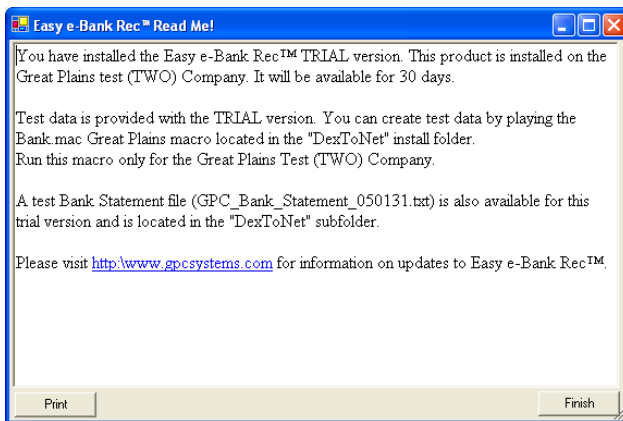 Easy e-Bank Rec™ Read Me!
You have installed the Easy e-Bank Rec™ TRIAL version. This product is installed on the
Great Plains test (TWO) Company. It will be available for 30 days.
Test data is provided with the TRIAL version. You can create test data by playing the
Bank.mac Great Plains macro located in the "DexToNet" install folder.
Run this macro only for the Great Plains Test (TWO) Company.
A test Bank Statement file (GPC_Bank_Statement_050131.txt) is also available for this
trial version and is located in the "DexToNet" subfolder.
Please visit http:\www.gpcsystems.com for information on updates to Easy e-Bank Rec™.
Print
Finish